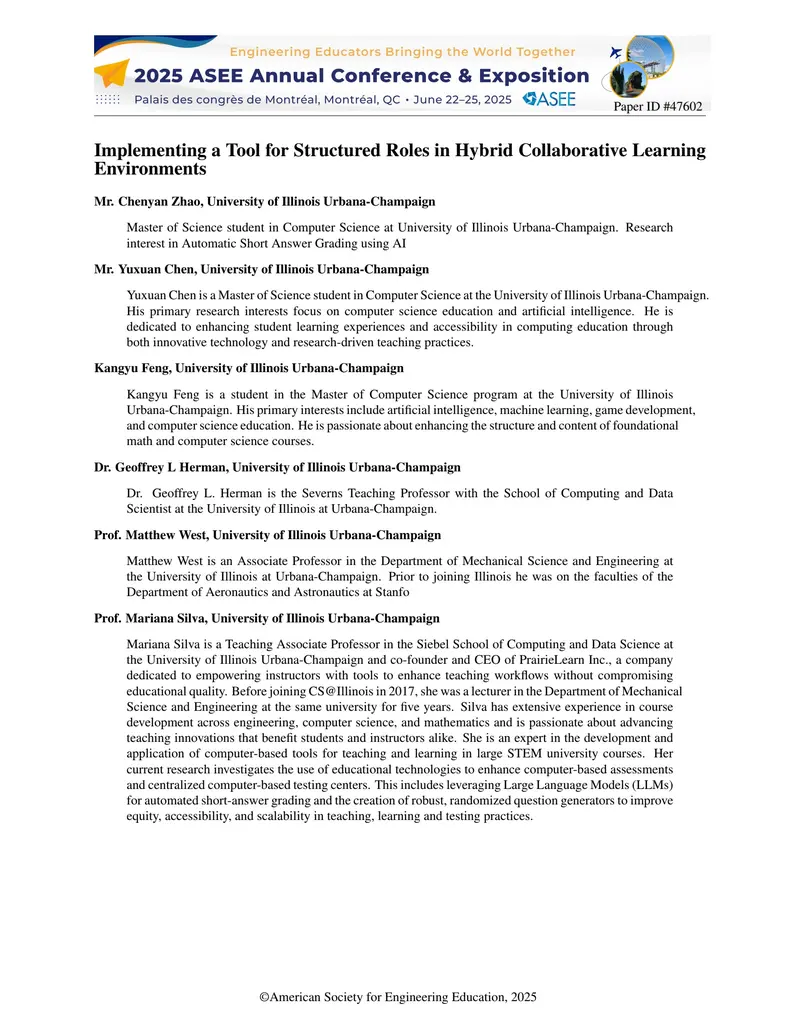 Engineering Educators Bringing the World Together
2025 ASEE Annual Conference & Exposition
Palais des congrès de Montréal, Montréal, QC • June 22–25, 2025 ASEE
Paper ID #47602
Implementing a Tool for Structured Roles in Hybrid Collaborative Learning
Environments
Mr. Chenyan Zhao, University of Illinois Urbana-Champaign
Master of Science student in Computer Science at University of Illinois Urbana-Champaign. Research
interest in Automatic Short Answer Grading using AI
Mr. Yuxuan Chen, University of Illinois Urbana-Champaign
Yuxuan Chen is a Master of Science student in Computer Science at the University of Illinois Urbana-Champaign.
His primary research interests focus on computer science education and artificial intelligence. He is
dedicated to enhancing student learning experiences and accessibility in computing education through
both innovative technology and research-driven teaching practices.
Kangyu Feng, University of Illinois Urbana-Champaign
Kangyu Feng is a student in the Master of Computer Science program at the University of Illinois
Urbana-Champaign. His primary interests include artificial intelligence, machine learning, game development,
and computer science education. He is passionate about enhancing the structure and content of foundational
math and computer science courses.
Dr. Geoffrey L Herman, University of Illinois Urbana-Champaign
Dr. Geoffrey L. Herman is the Severns Teaching Professor with the School of Computing and Data
Scientist at the University of Illinois at Urbana-Champaign.
Prof. Matthew West, University of Illinois Urbana-Champaign
Matthew West is an Associate Professor in the Department of Mechanical Science and Engineering at
the University of Illinois at Urbana-Champaign. Prior to joining Illinois he was on the faculties of the
Department of Aeronautics and Astronautics at Stanfo
Prof. Mariana Silva, University of Illinois Urbana-Champaign
Mariana Silva is a Teaching Associate Professor in the Siebel School of Computing and Data Science at
the University of Illinois Urbana-Champaign and co-founder and CEO of PrairieLearn Inc., a company
dedicated to empowering instructors with tools to enhance teaching workflows without compromising
educational quality. Before joining CS@Illinois in 2017, she was a lecturer in the Department of Mechanical
Science and Engineering at the same university for five years. Silva has extensive experience in course
development across engineering, computer science, and mathematics and is passionate about advancing
teaching innovations that benefit students and instructors alike. She is an expert in the development and
application of computer-based tools for teaching and learning in large STEM university courses. Her
current research investigates the use of educational technologies to enhance computer-based assessments
and centralized computer-based testing centers. This includes leveraging Large Language Models (LLMs)
for automated short-answer grading and the creation of robust, randomized question generators to improve
equity, accessibility, and scalability in teaching, learning and testing practices.
©American Society for Engineering Education, 2025